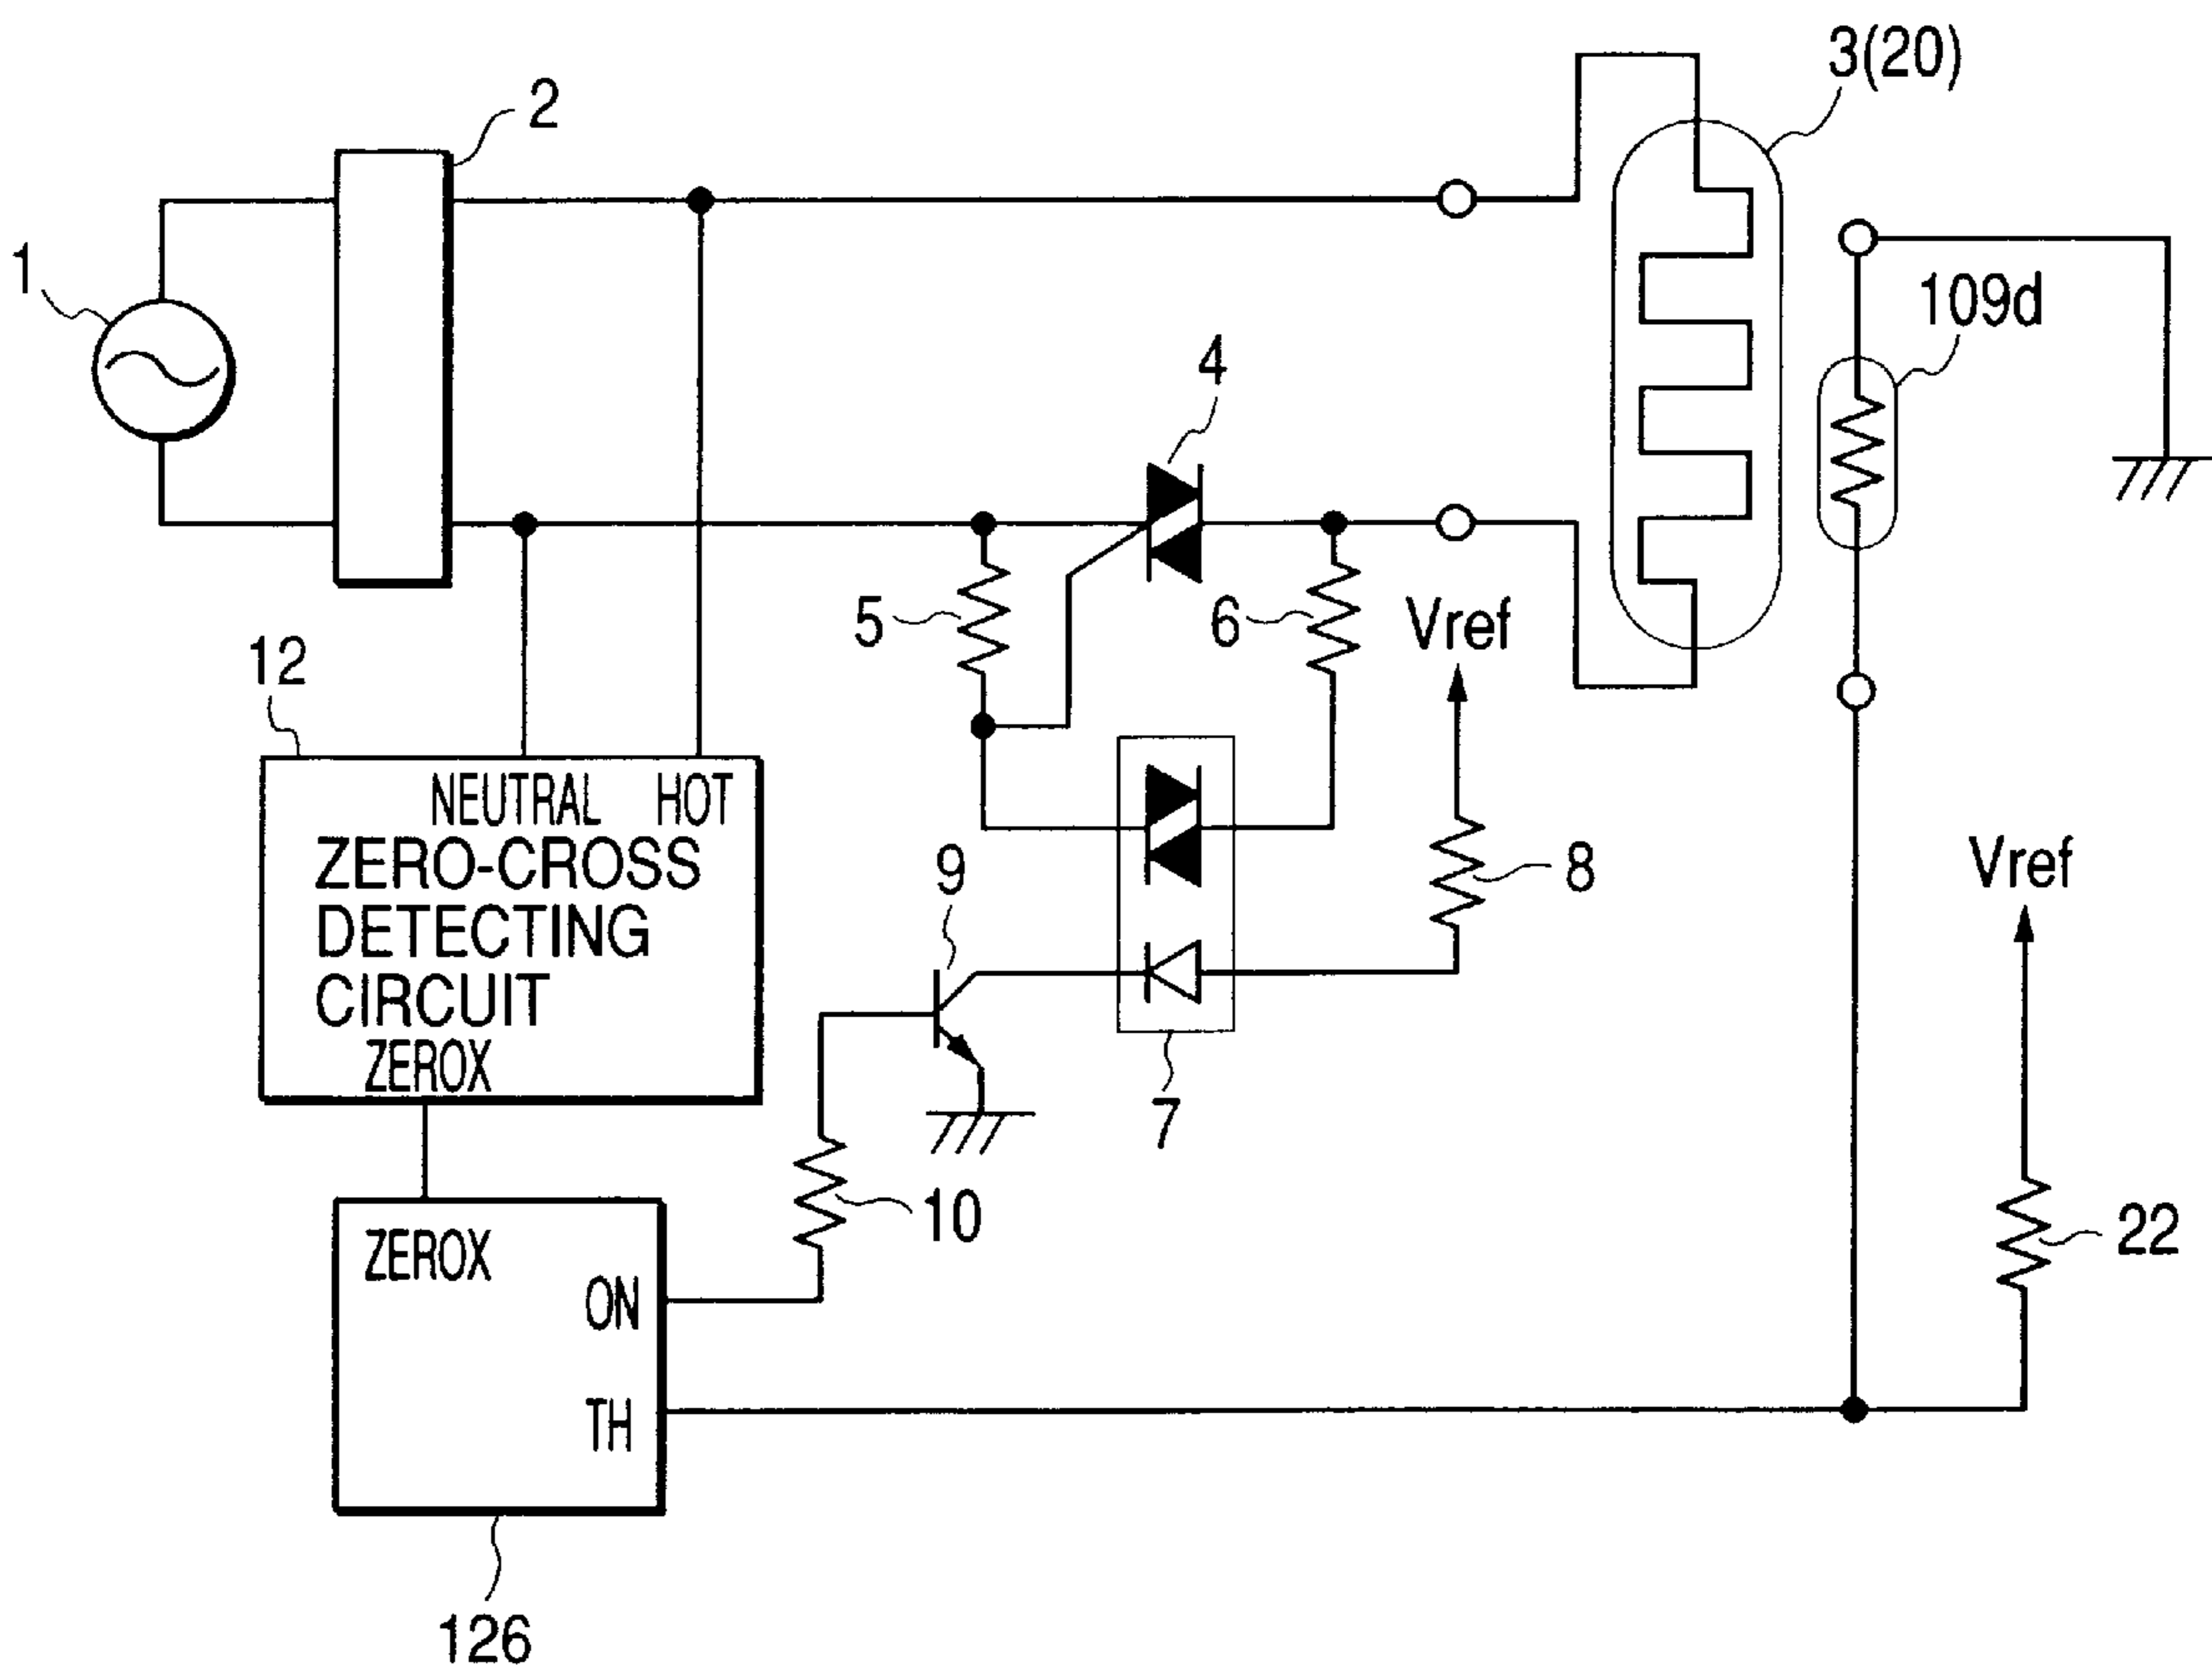 3(20)
2
1
109d
4
5
6
Vref
12
NEUTRAL HOT
ZERO-CROSS
DETECTING
CIRCUIT
ZEROX
9
8
Vref
7
10
22
ZEROX
ON
TH
126